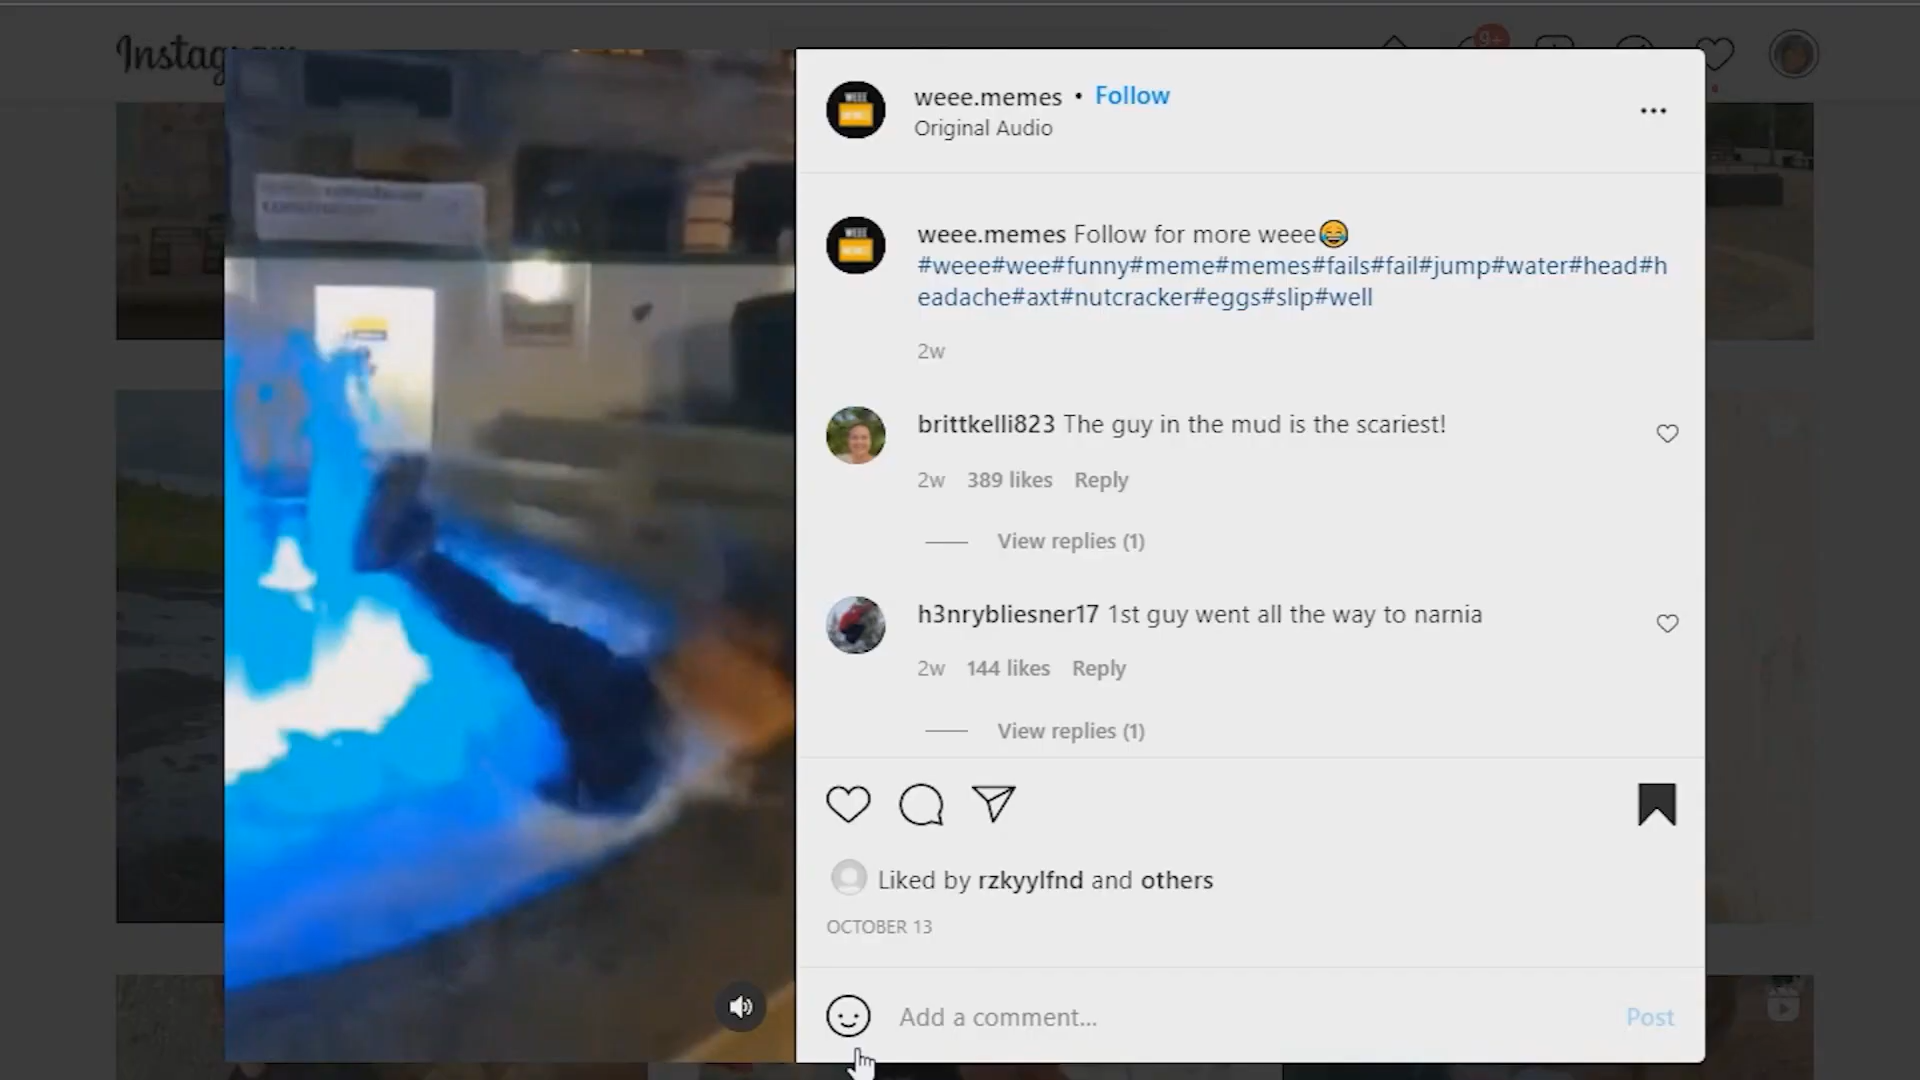 Instagram
9+
weee.memes • Follow
Original Audio
weee.memes Follow for more weee😂
#weee#wee#funny#meme#memes#fails#fail#jump#water#head#h
eadache#axt#nutcracker#eggs#slip#well
2w
brittkelli823 The guy in the mud is the scariest!
2w 389 likes Reply
View replies (1)
h3nrybliesner17 1st guy went all the way to narnia
2w 144 likes Reply
View replies (1)
Liked by rzkyylfnd and others
OCTOBER 13
Add a comment...
Post